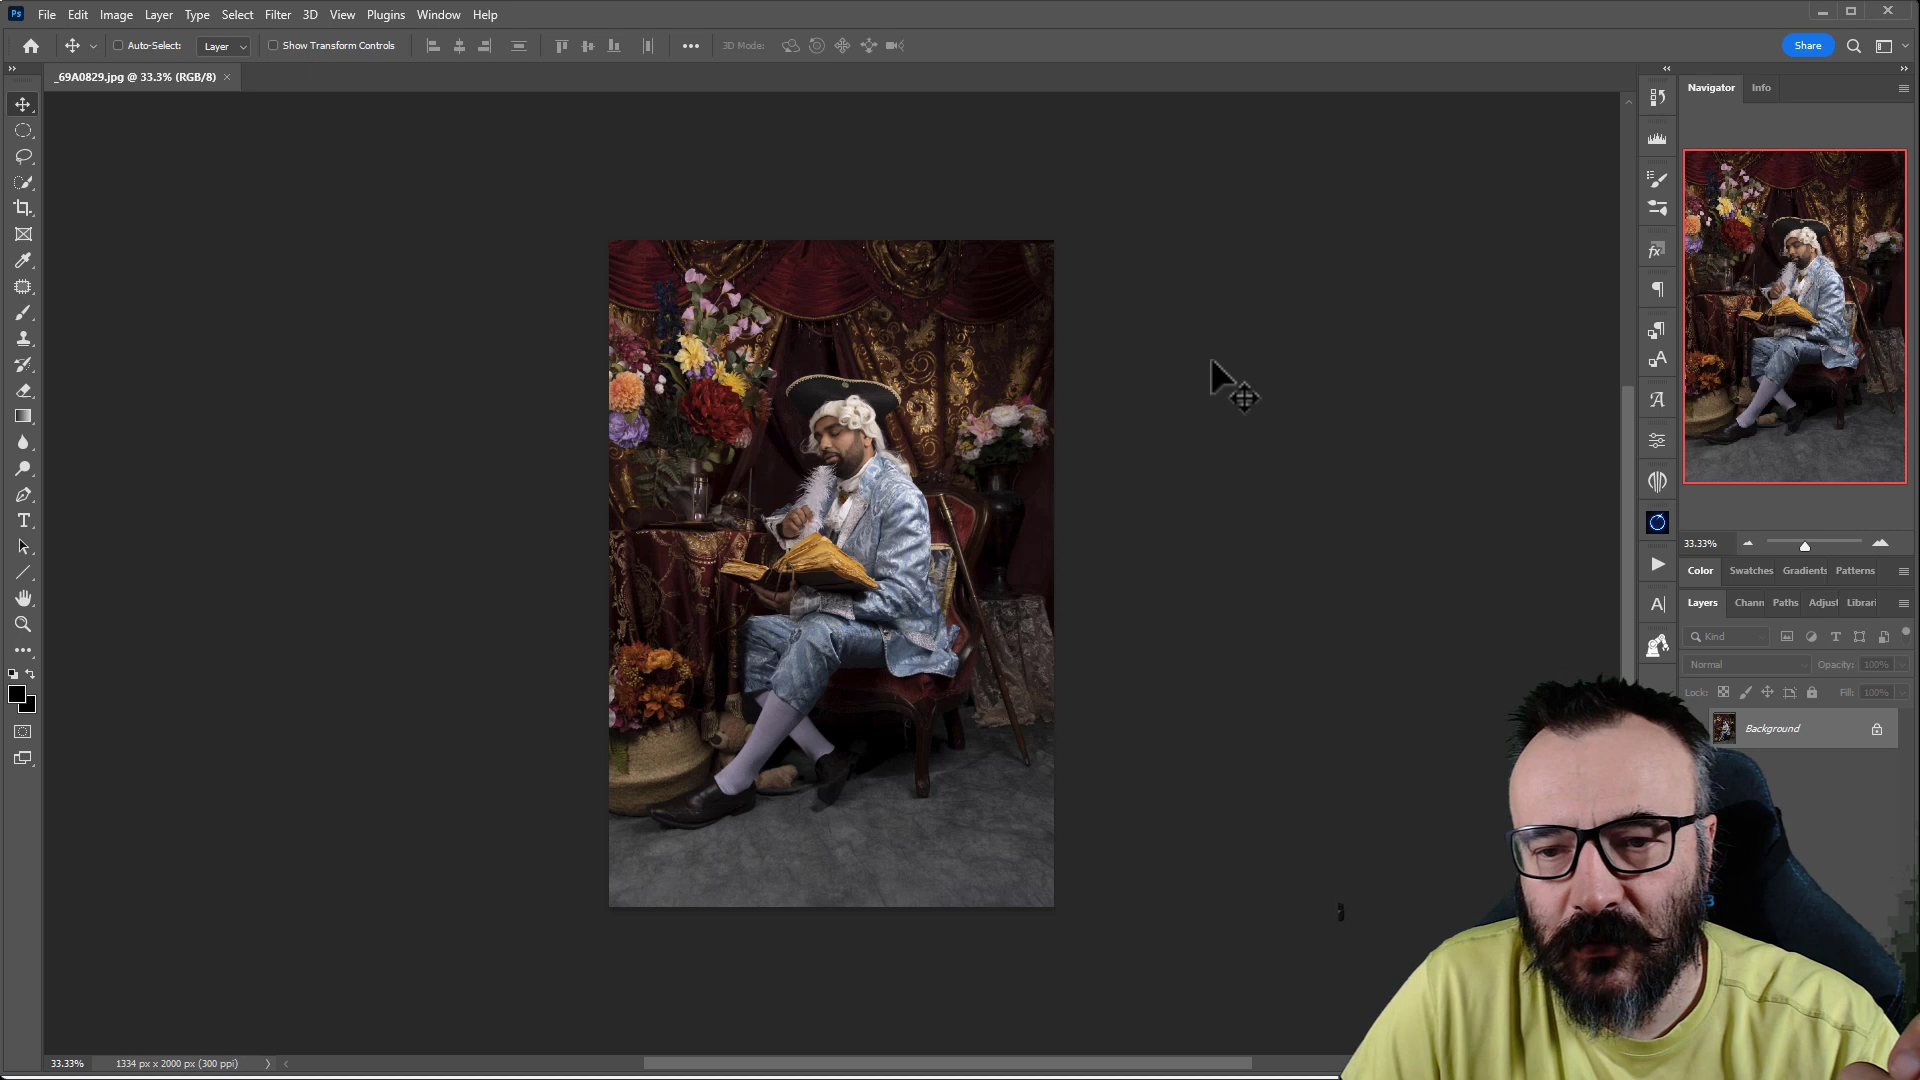 Ps File Edit Image Layer Type Select Filter 3D View Plugins Window Help
Auto-Select: Layer Show Transform Controls 3D Mode: Share
_69A0829.jpg @ 33.3% (RGB/8)
Navigator Info
33.33%
Color Swatches Gradients Patterns
Layers Chann Paths Adjust Librari
Kind
Normal Opacity: 100%
Lock: Fill: 100%
Background
33.33% 1334 px x 2000 px (300 ppi)